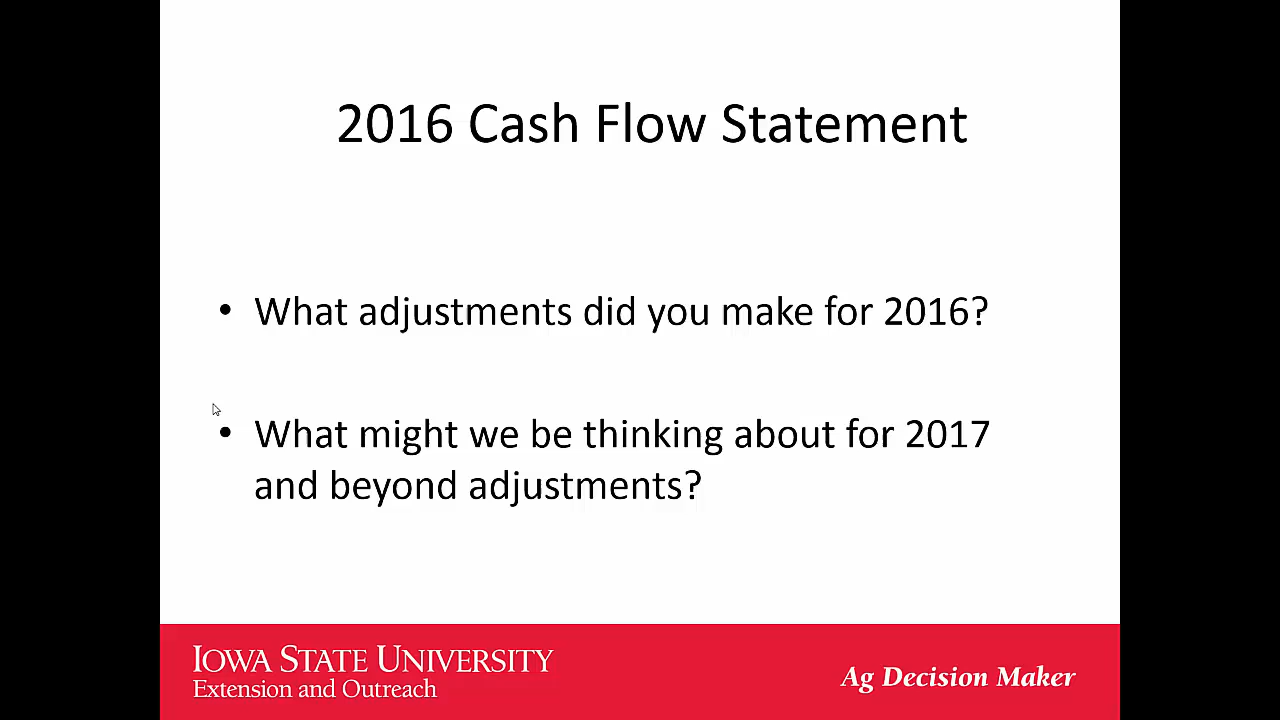 2016 Cash Flow Statement
• What adjustments did you make for 2016?
• What might we be thinking about for 2017
and beyond adjustments?
IOWA STATE UNIVERSITY
Extension and Outreach
Ag Decision Maker